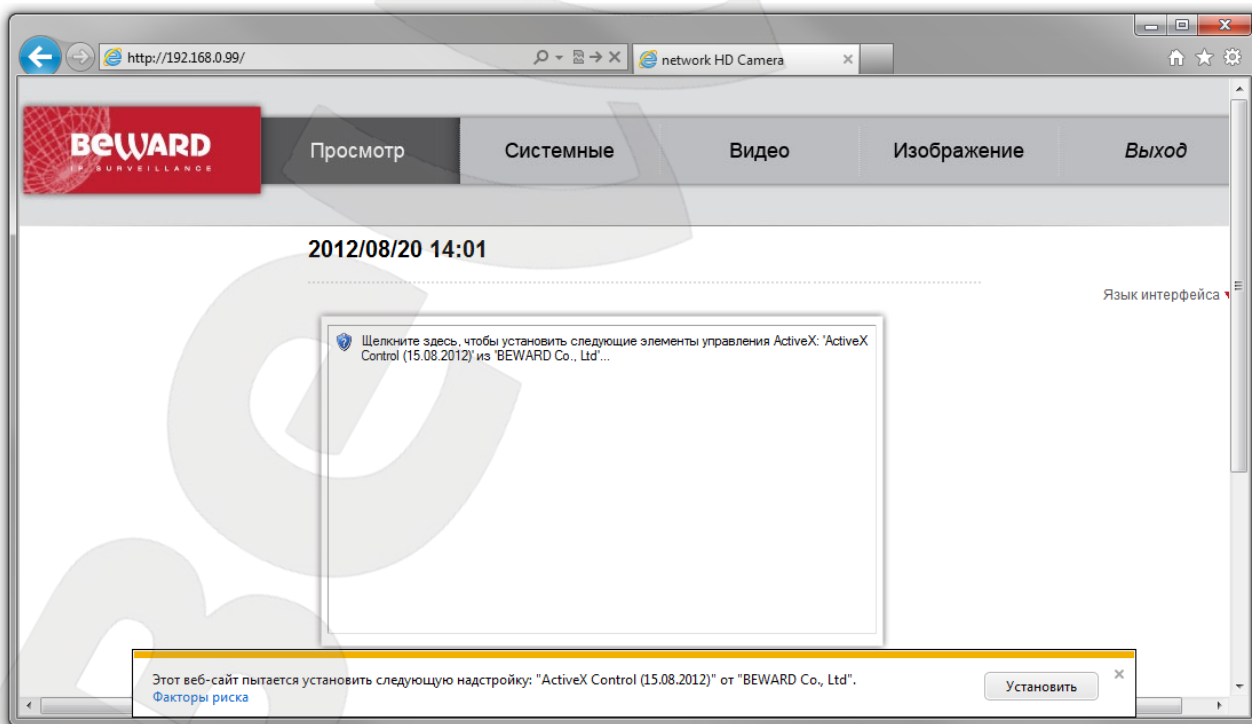 http://192.168.0.99/
network HD Camera
BEWARD
IP SURVEILLANCE
Просмотр
Системные
Видео
Изображение
Выход
2012/08/20 14:01
Язык интерфейса
Щелкните здесь, чтобы установить следующие элементы управления ActiveX: 'ActiveX
Control (15.08.2012)' из 'BEWARD Co., Ltd'...
Этот веб-сайт пытается установить следующую надстройку: "ActiveX Control (15.08.2012)" от "BEWARD Co., Ltd".
Факторы риска
Установить